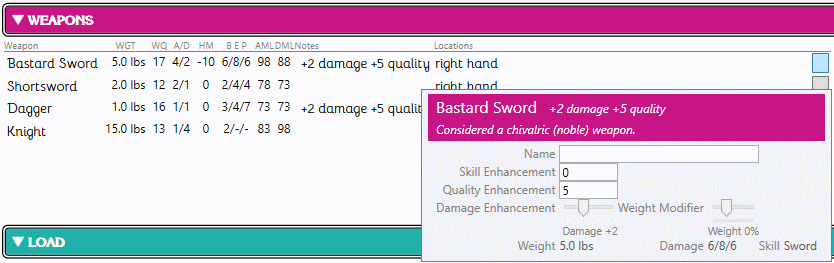 ▼ WEAPONS
Weapon WGT WQ A/D HM B E P AML DML Notes Locations
Bastard Sword 5.0 lbs 17 4/2 -10 6/8/6 98 88 +2 damage +5 quality right hand
Shortsword 2.0 lbs 12 2/1 0 2/4/4 78 73 right hand
Dagger 1.0 lbs 16 1/1 0 3/4/7 73 73 +2 damage +5 quality
Knight 15.0 lbs 13 1/4 0 2/-/- 83 98
Bastard Sword +2 damage +5 quality
Considered a chivalric (noble) weapon.
Name
Skill Enhancement 0
Quality Enhancement 5
Damage Enhancement Weight Modifier
Damage +2 Weight 0%
Weight 5.0 lbs Damage 6/8/6 Skill Sword
▼ LOAD